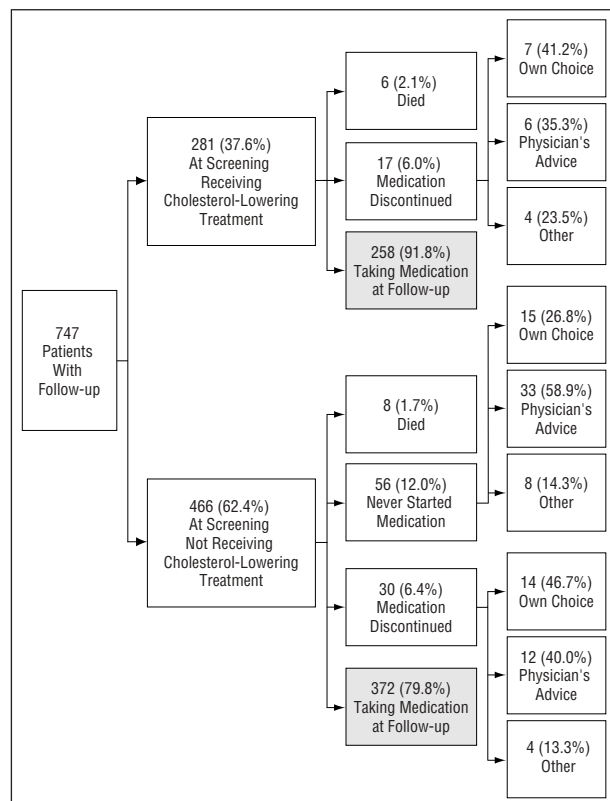 747
Patients
With
Follow-up
281 (37.6%)
At Screening
Receiving
Cholesterol-Lowering
Treatment
6 (2.1%)
Died
17 (6.0%)
Medication
Discontinued
258 (91.8%)
Taking Medication
at Follow-up
7 (41.2%)
Own Choice
6 (35.3%)
Physician's
Advice
4 (23.5%)
Other
466 (62.4%)
At Screening
Not Receiving
Cholesterol-Lowering
Treatment
8 (1.7%)
Died
56 (12.0%)
Never Started
Medication
30 (6.4%)
Medication
Discontinued
372 (79.8%)
Taking Medication
at Follow-up
15 (26.8%)
Own Choice
33 (58.9%)
Physician's
Advice
8 (14.3%)
Other
14 (46.7%)
Own Choice
12 (40.0%)
Physician's
Advice
4 (13.3%)
Other